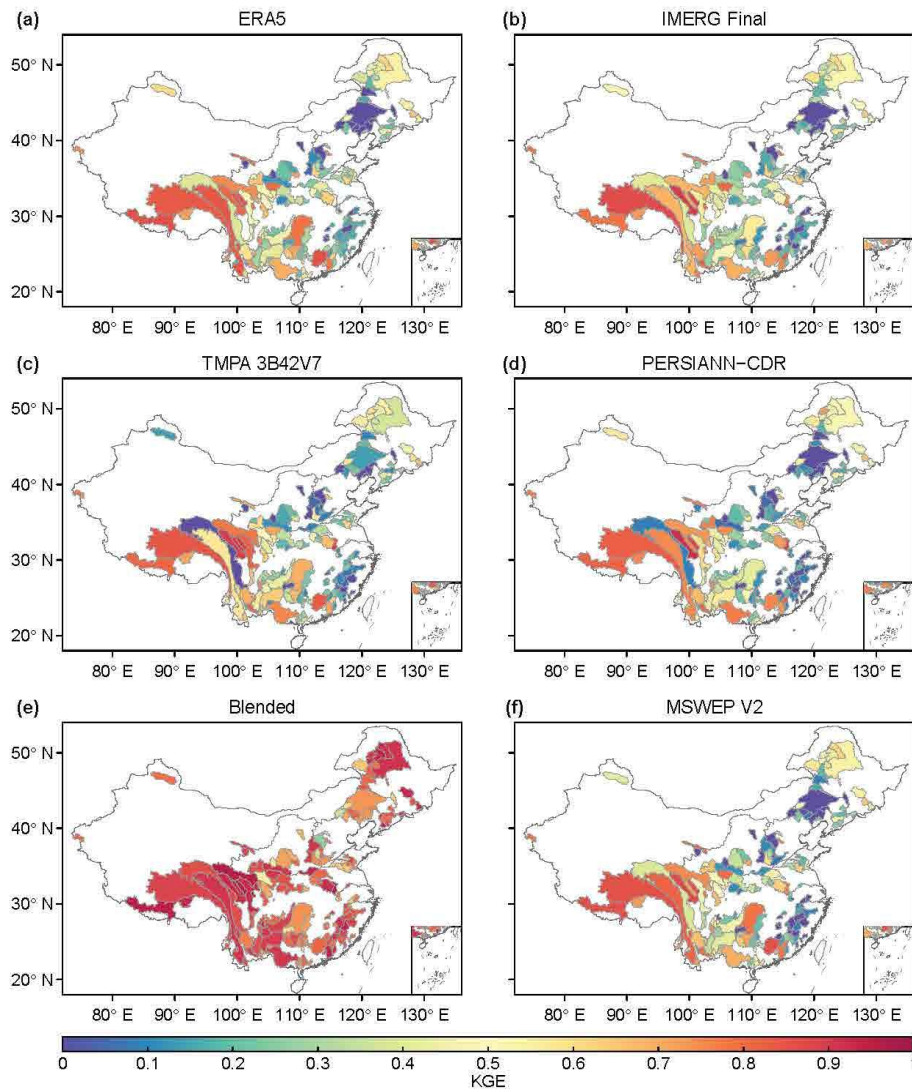 (a) ERA5
(b) IMERG Final
50° N
40° N
30° N
20° N
80° E 90° E 100° E 110° E 120° E 130° E
80° E 90° E 100° E 110° E 120° E 130° E
(c) TMPA 3B42V7
(d) PERSIANN-CDR
50° N
40° N
30° N
20° N
80° E 90° E 100° E 110° E 120° E 130° E
80° E 90° E 100° E 110° E 120° E 130° E
(e) Blended
(f) MSWEP V2
50° N
40° N
30° N
20° N
80° E 90° E 100° E 110° E 120° E 130° E
80° E 90° E 100° E 110° E 120° E 130° E
0 0.1 0.2 0.3 0.4 0.5 0.6 0.7 0.8 0.9
KGE